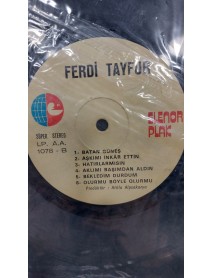 FERDİ TAYFUR
ELENOR
PLAK
SÜPER STEREO
LP. A.A.
1078 - B
1- BATAN GÜNEŞ
2- AŞKIMI İNKAR ETTİN
3- HATIRLARMISIN
4- AKLIMI BAŞIMDAN ALDIN
5- BEKLEDİM DURDUM
6- OLURMU BÖYLE OLURMU